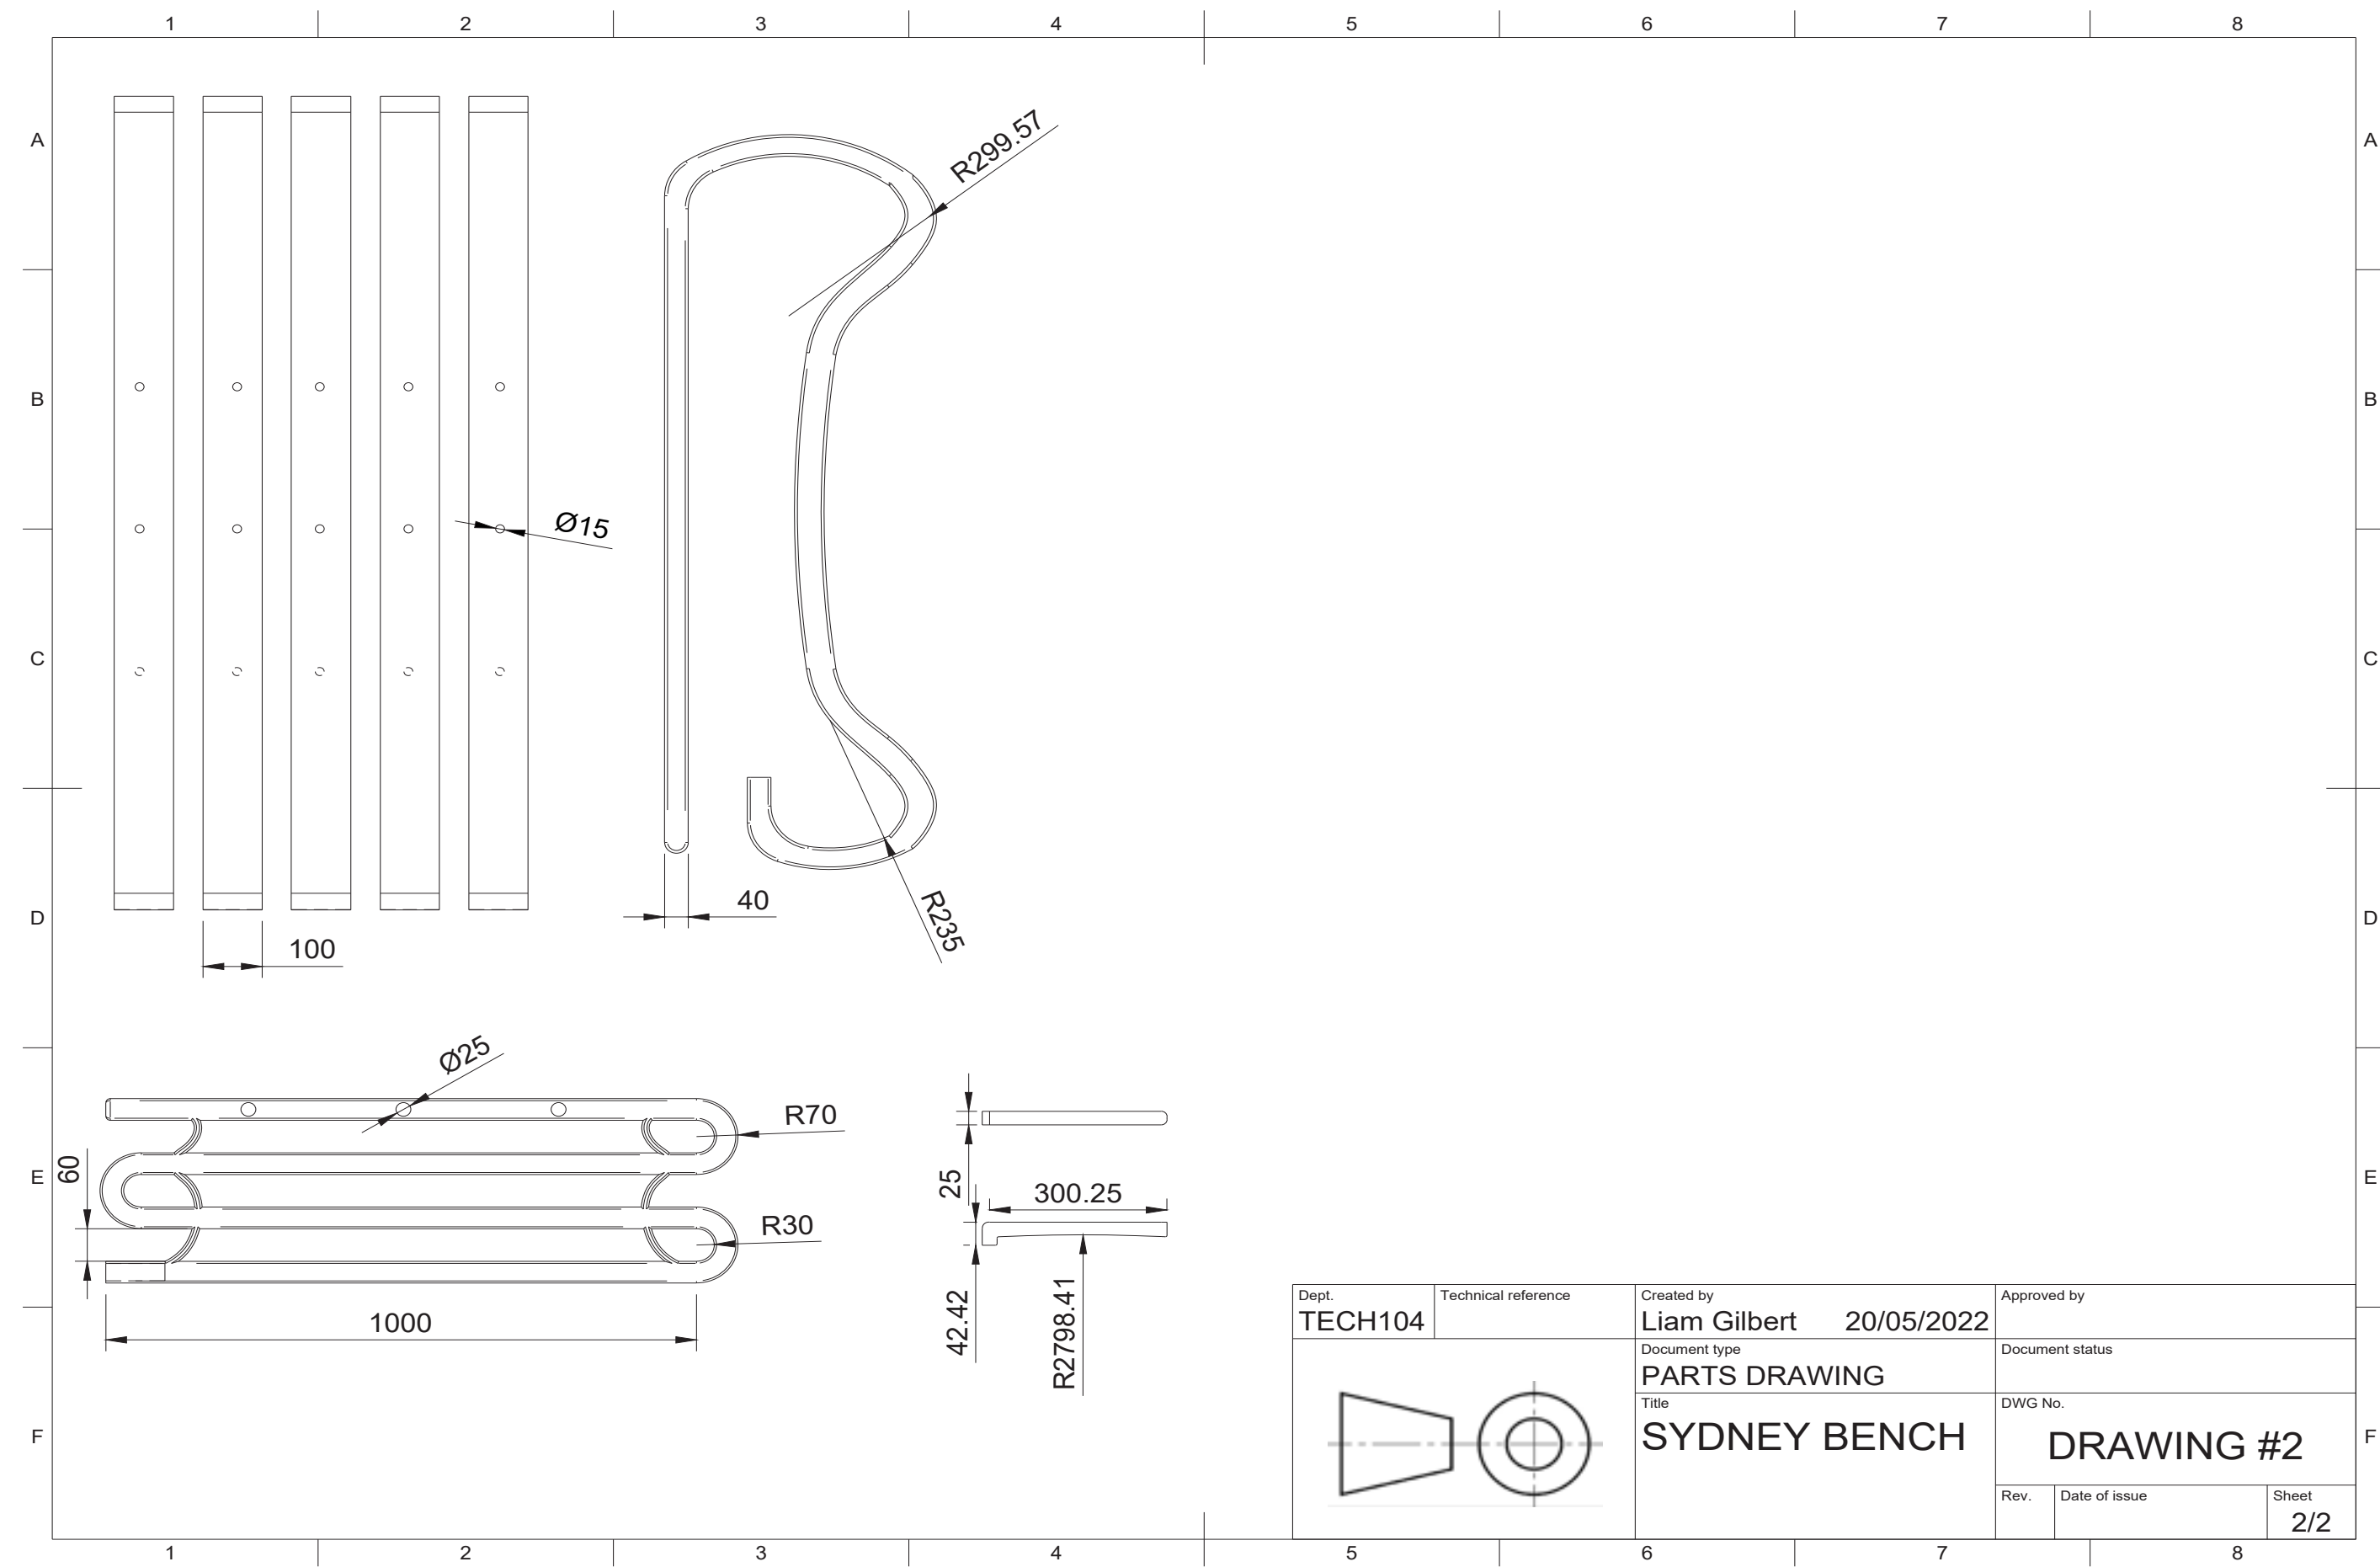 1 2 3 4 5 6 7 8
A A
R299.57
B B
Ø15
C C
40
R235
D D
100
Ø25
R70
60
E E
25
300.25
R30
42.42
R2798.41
1000
Dept.
TECH104
Technical reference
Created by
Liam Gilbert 20/05/2022
Approved by
Document type
PARTS DRAWING
Document status
Title
SYDNEY BENCH
DWG No.
DRAWING #2
F F
Rev.
Date of issue
Sheet
2/2
1 2 3 4 5 6 7 8